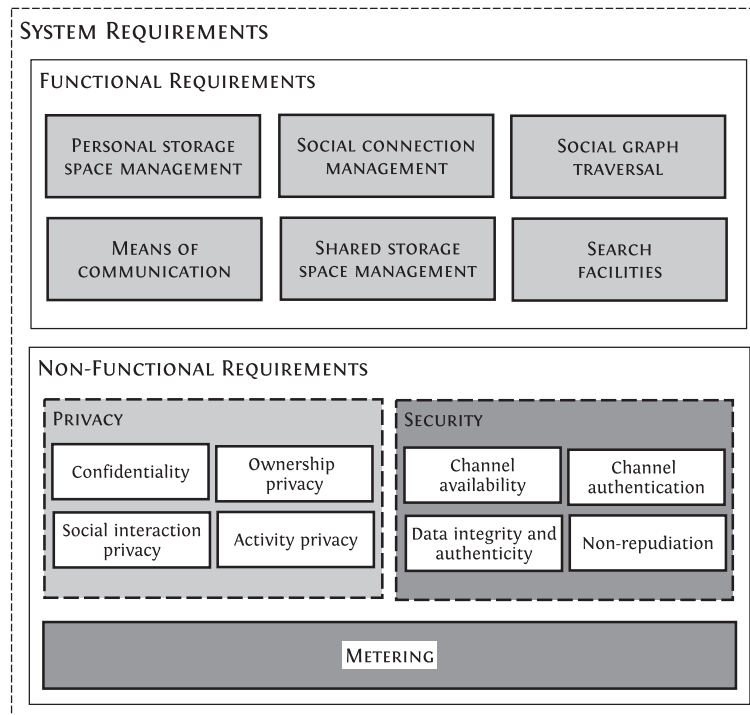 System Requirements
Functional Requirements
Personal storage
space management
Social connection
management
Social graph
traversal
Means of
communication
Shared storage
space management
Search
facilities
Non-Functional Requirements
Privacy
Confidentiality
Ownership
privacy
Social interaction
privacy
Activity privacy
Security
Channel
availability
Channel
authentication
Data integrity and
authenticity
Non-repudiation
Metering